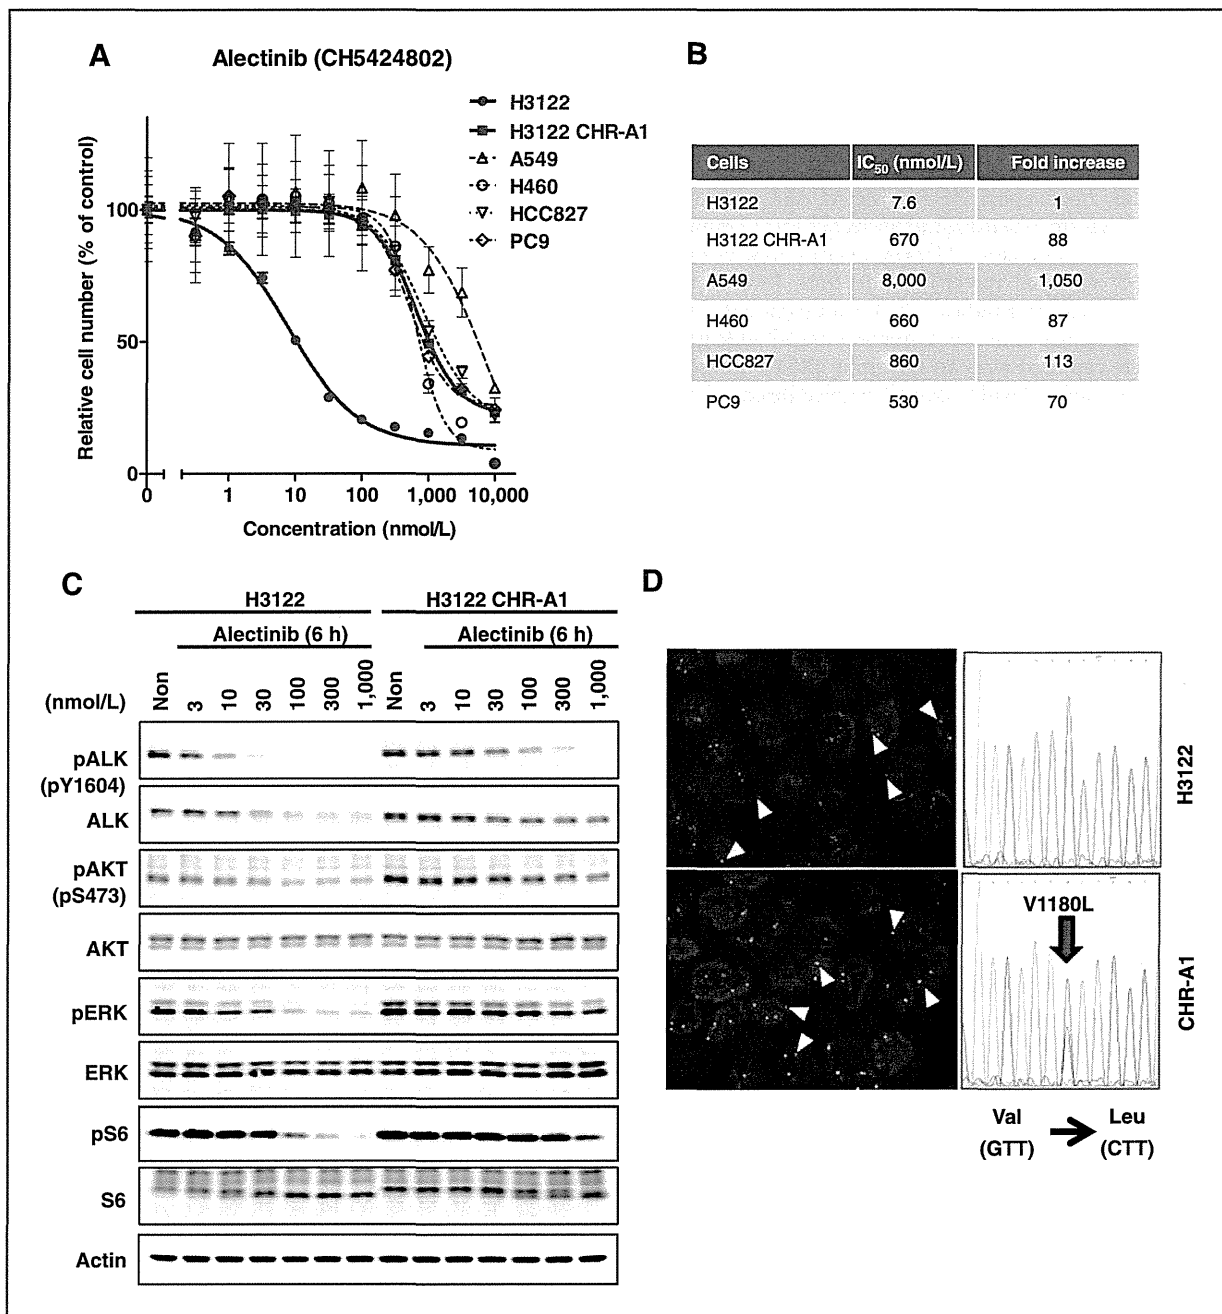 A
Alectinib (CH5424802)
H3122
H3122 CHR-A1
A549
H460
HCC827
PC9
Relative cell number (% of control)
100
50
0
0 1 10 100 1,000 10,000
Concentration (nmol/L)
B
Cells IC50 (nmol/L) Fold increase
H3122 7.6 1
H3122 CHR-A1 670 88
A549 8,000 1,050
H460 660 87
HCC827 860 113
PC9 530 70
C
H3122 H3122 CHR-A1
Alectinib (6 h) Alectinib (6 h)
(nmol/L) Non 3 10 30 100 300 1,000 Non 3 10 30 100 300 1,000
pALK
(pY1604)
ALK
pAKT
(pS473)
AKT
pERK
ERK
pS6
S6
Actin
D
H3122
V1180L
CHR-A1
Val Leu
(GTT) (CTT)